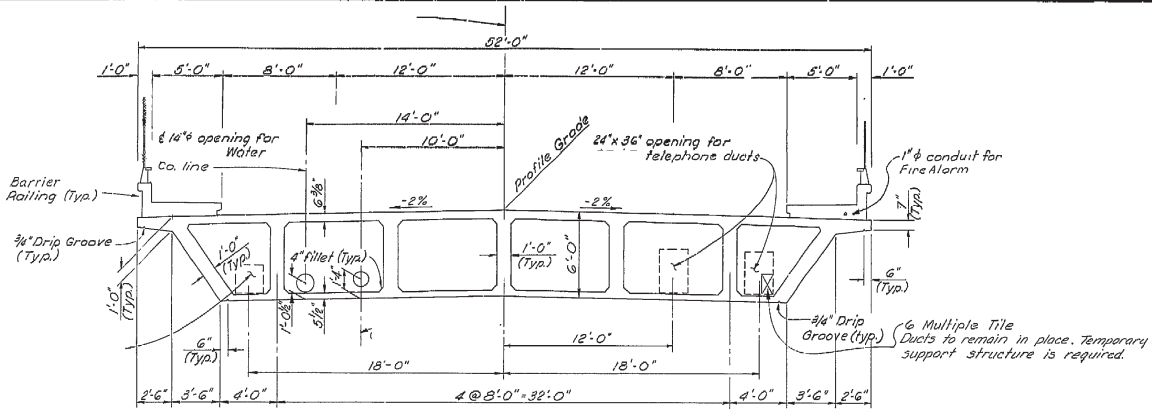 52'-0"
1'-0" 5'-0" 8'-0" 12'-0" 12'-0" 8'-0" 5'-0" 1'-0"
14'-0"
¢ 14"φ opening for
Water
Co. line
10'-0"
Profile Grade
24" x 36" opening for
telephone ducts
1"φ conduit for
Fire Alarm
Barrier
Railing (Typ.)
6 3/8"
-2% -2%
7"
(Typ.)
3/4" Drip Groove
(Typ.)
1'-0"
(Typ.)
1'-0"
(Typ.)
4" fillet (Typ.)
1'-4"
1'-0"
(Typ.)
6'-0"
6"
(Typ.)
1'-0½"
5½"
6"
(Typ.)
12'-0"
3/4" Drip
Groove (typ.)
6 Multiple Tile
Ducts to remain in place. Temporary
support structure is required.
18'-0" 18'-0"
2'-6" 3'-6" 4'-0" 4 @ 8'-0" = 32'-0" 4'-0" 3'-6" 2'-6"